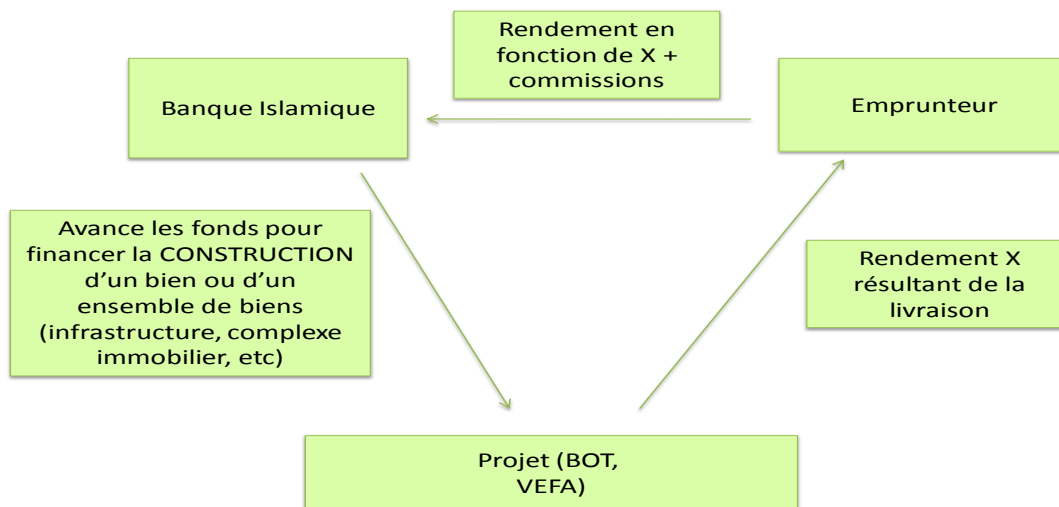 Rendement en
fonction de X +
commissions
Banque Islamique
Emprunteur
Avance les fonds pour
financer la CONSTRUCTION
d’un bien ou d’un
ensemble de biens
(infrastructure, complexe
immobilier, etc)
Rendement X
résultant de la
livraison
Projet (BOT,
VEFA)